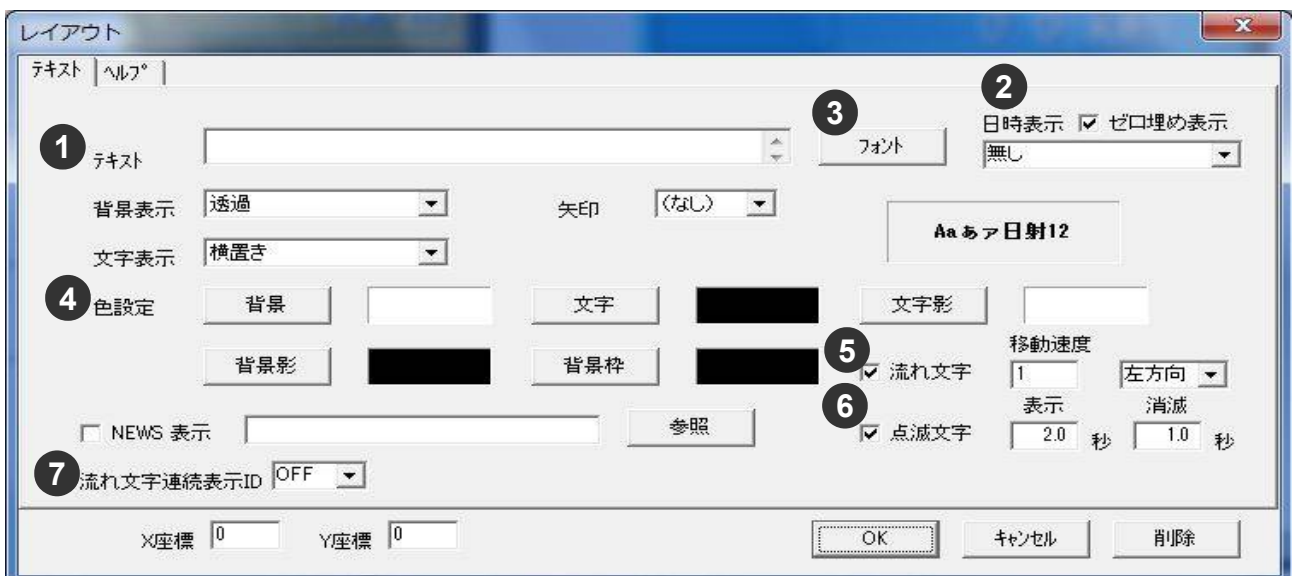 レイアウト
テキスト ヘルプ
2
3 日時表示 ゼロ埋め表示
1 テキスト フォント 無し
背景表示 透過 矢印 (なし)
Aaあァ日射12
文字表示 横置き
4 色設定 背景 文字 文字影
5 移動速度
背景影 背景枠 流れ文字 1 左方向
6 表示 消滅
NEWS 表示 参照 点滅文字 2.0 秒 1.0 秒
7 流れ文字連続表示ID OFF
X座標 0 Y座標 0 OK キャンセル 削除